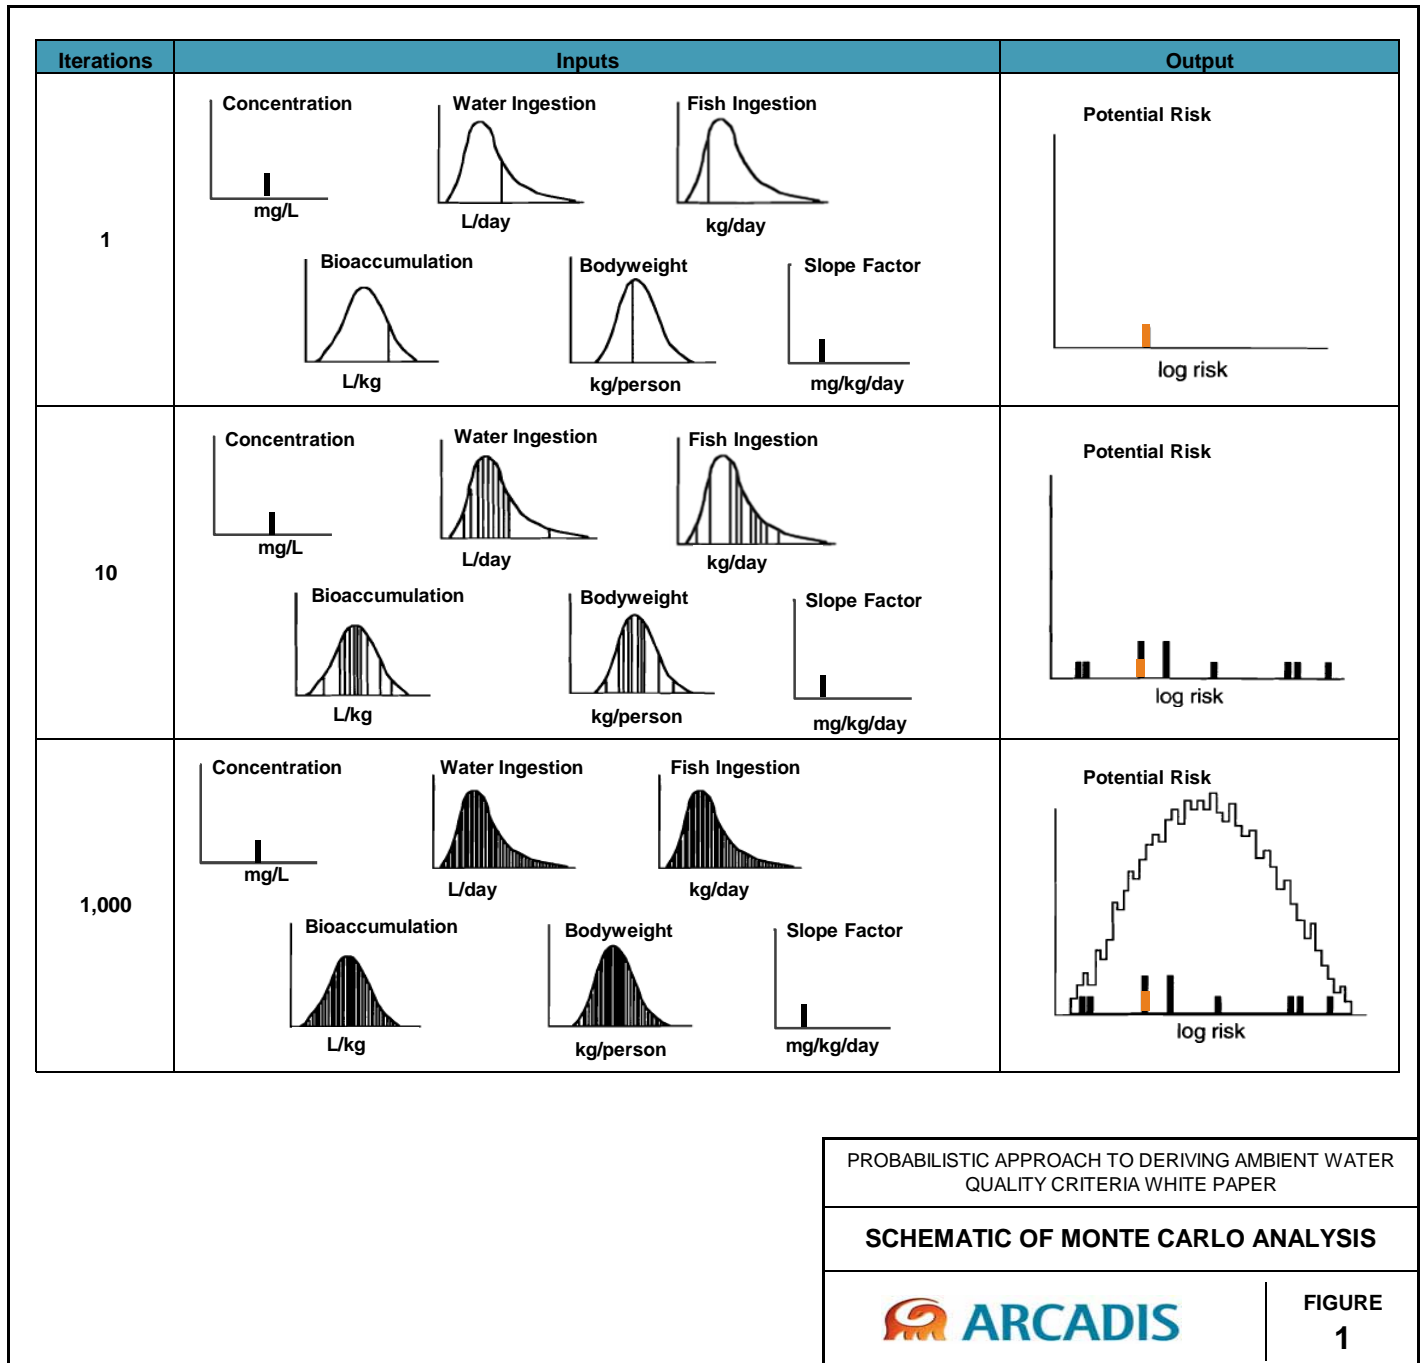 Iterations Inputs Output
1
Concentration
mg/L
Water Ingestion
L/day
Fish Ingestion
kg/day
Bioaccumulation
L/kg
Bodyweight
kg/person
Slope Factor
mg/kg/day
Potential Risk
log risk
10
Concentration
mg/L
Water Ingestion
L/day
Fish Ingestion
kg/day
Bioaccumulation
L/kg
Bodyweight
kg/person
Slope Factor
mg/kg/day
Potential Risk
log risk
1,000
Concentration
mg/L
Water Ingestion
L/day
Fish Ingestion
kg/day
Bioaccumulation
L/kg
Bodyweight
kg/person
Slope Factor
mg/kg/day
Potential Risk
log risk
PROBABILISTIC APPROACH TO DERIVING AMBIENT WATER
QUALITY CRITERIA WHITE PAPER
SCHEMATIC OF MONTE CARLO ANALYSIS
ARCADIS
FIGURE
1